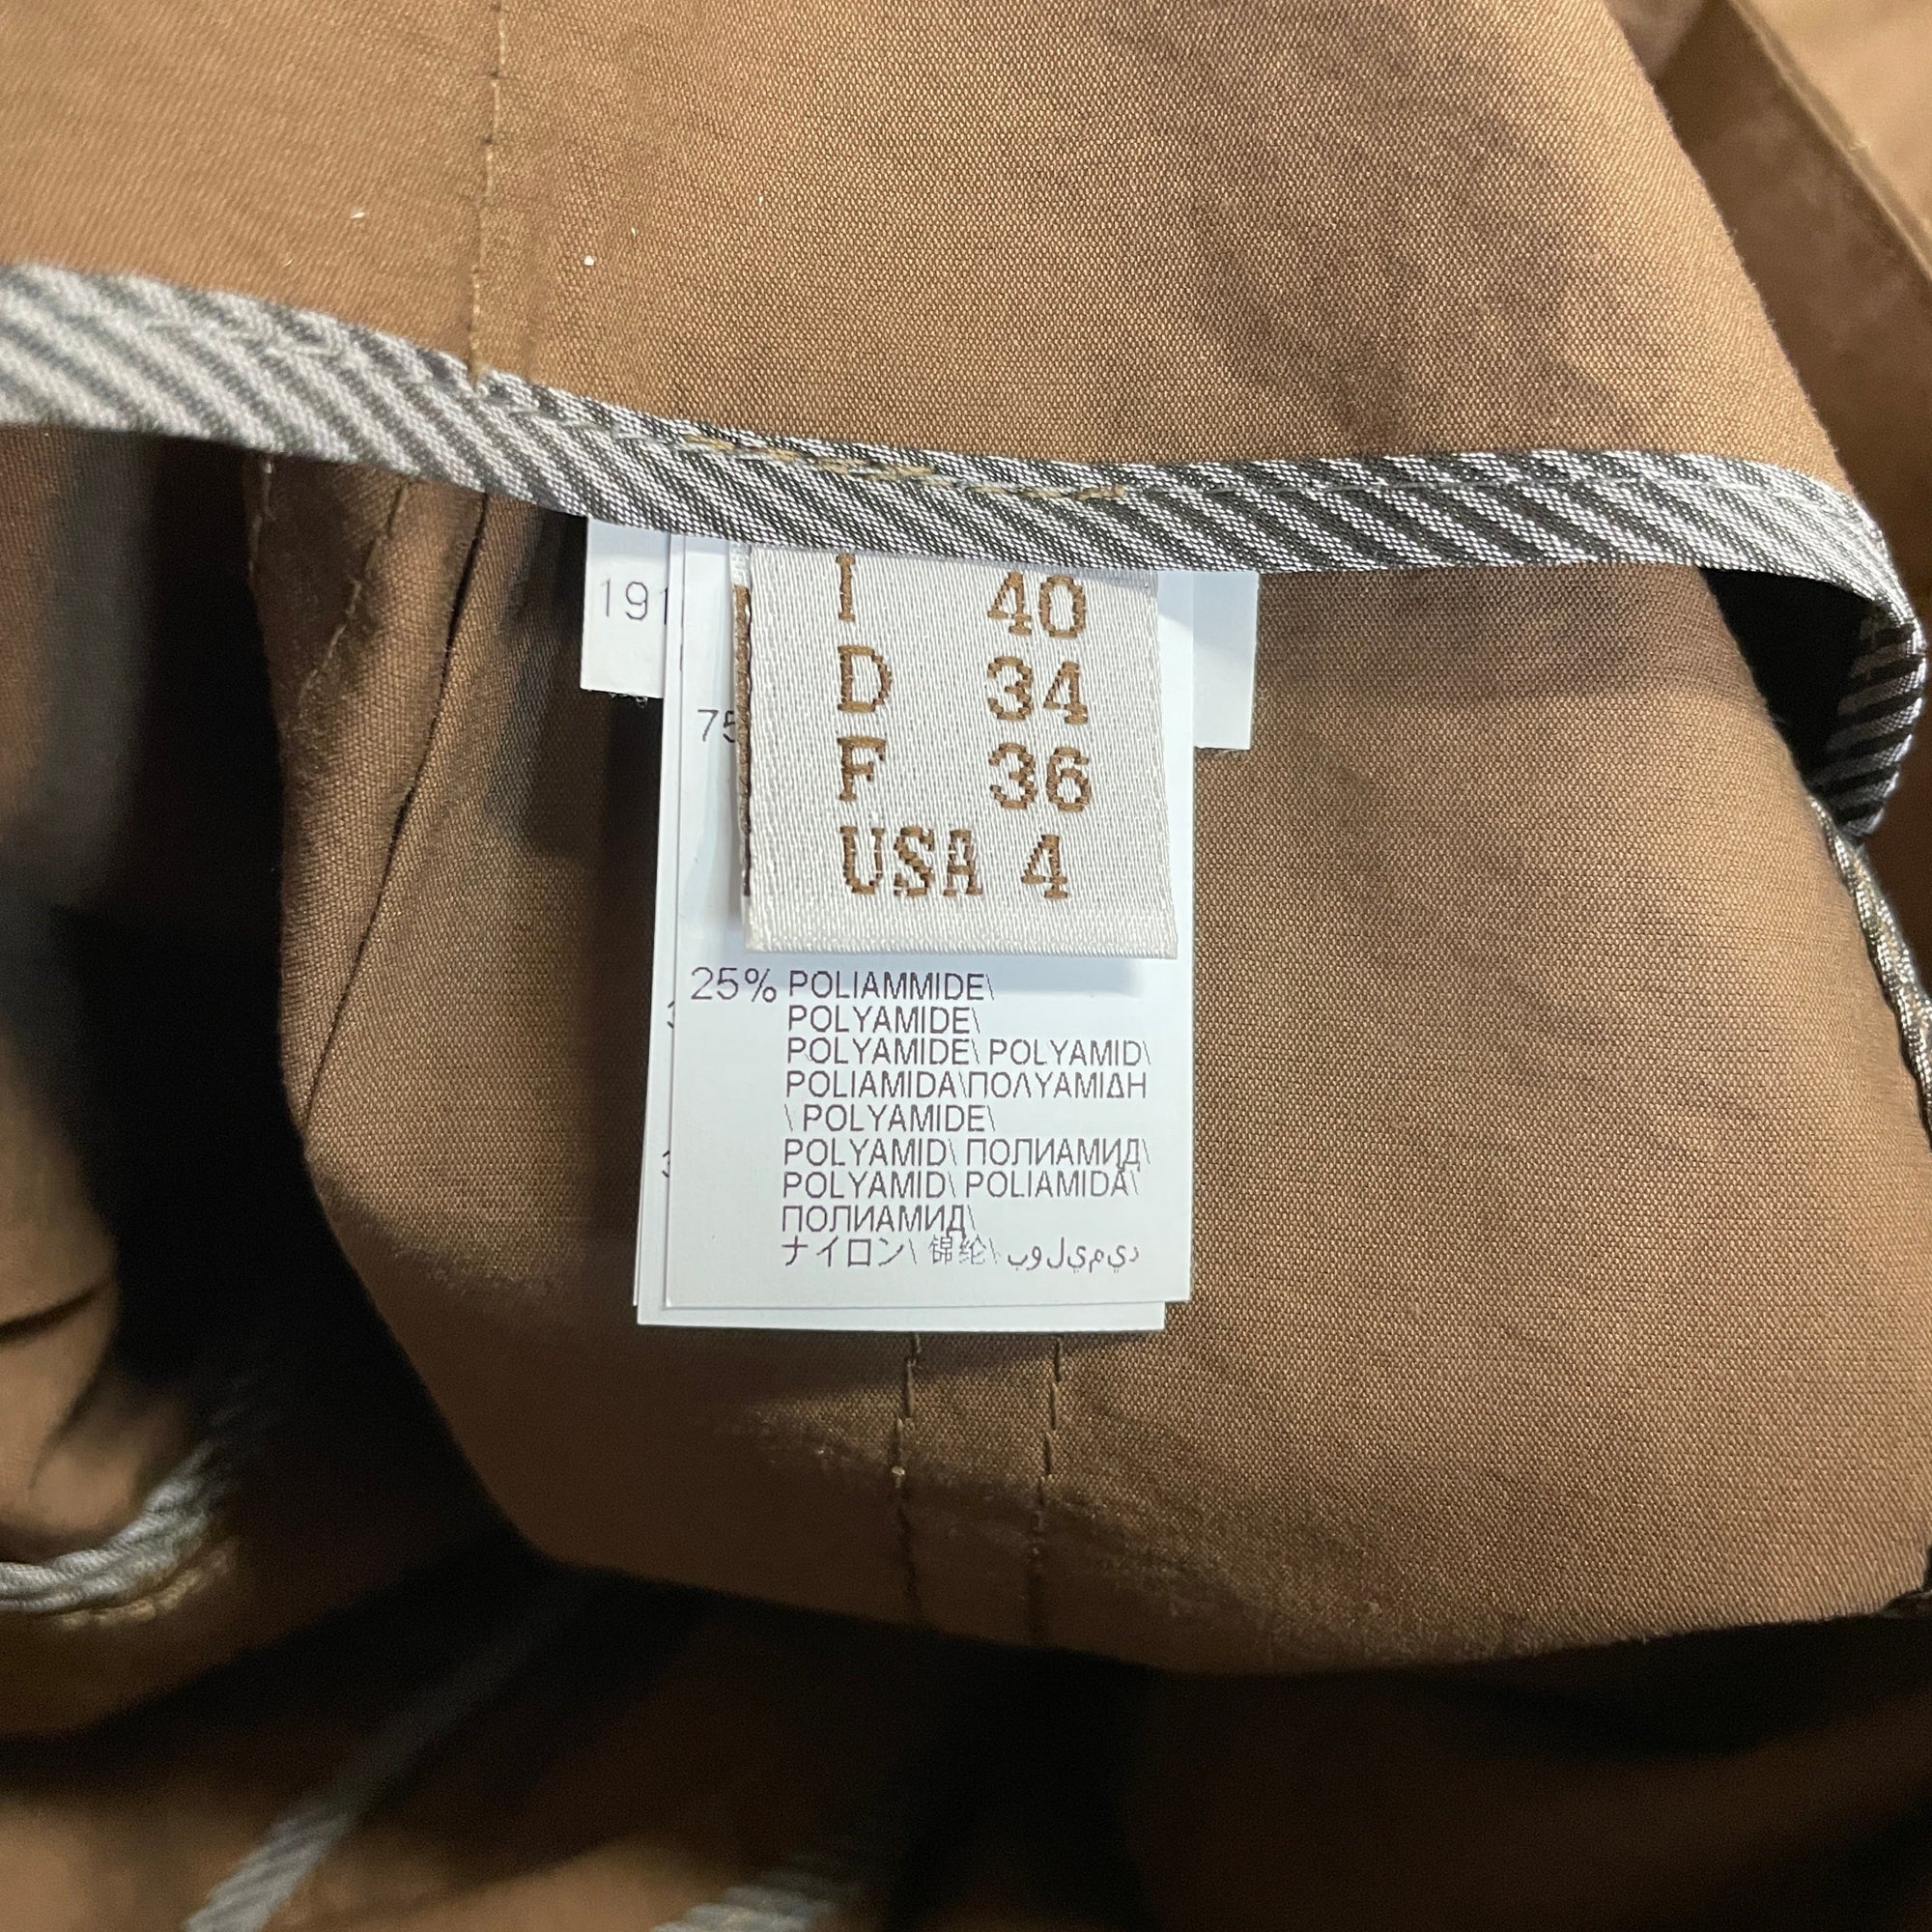 I 40
D 34
F 36
USA 4
191
75
25% POLIAMMIDE\
POLYAMIDE\
POLYAMIDE\ POLYAMID\
POLIAMIDA\ΠΟΛΥΑΜΙΔΗ
\ POLYAMIDE\
POLYAMID\ ПОЛИАМИД\
POLYAMID\ POLIAMIDA\
ПОЛИАМИД\
ナイロン\ 锦纶\ بوليميد